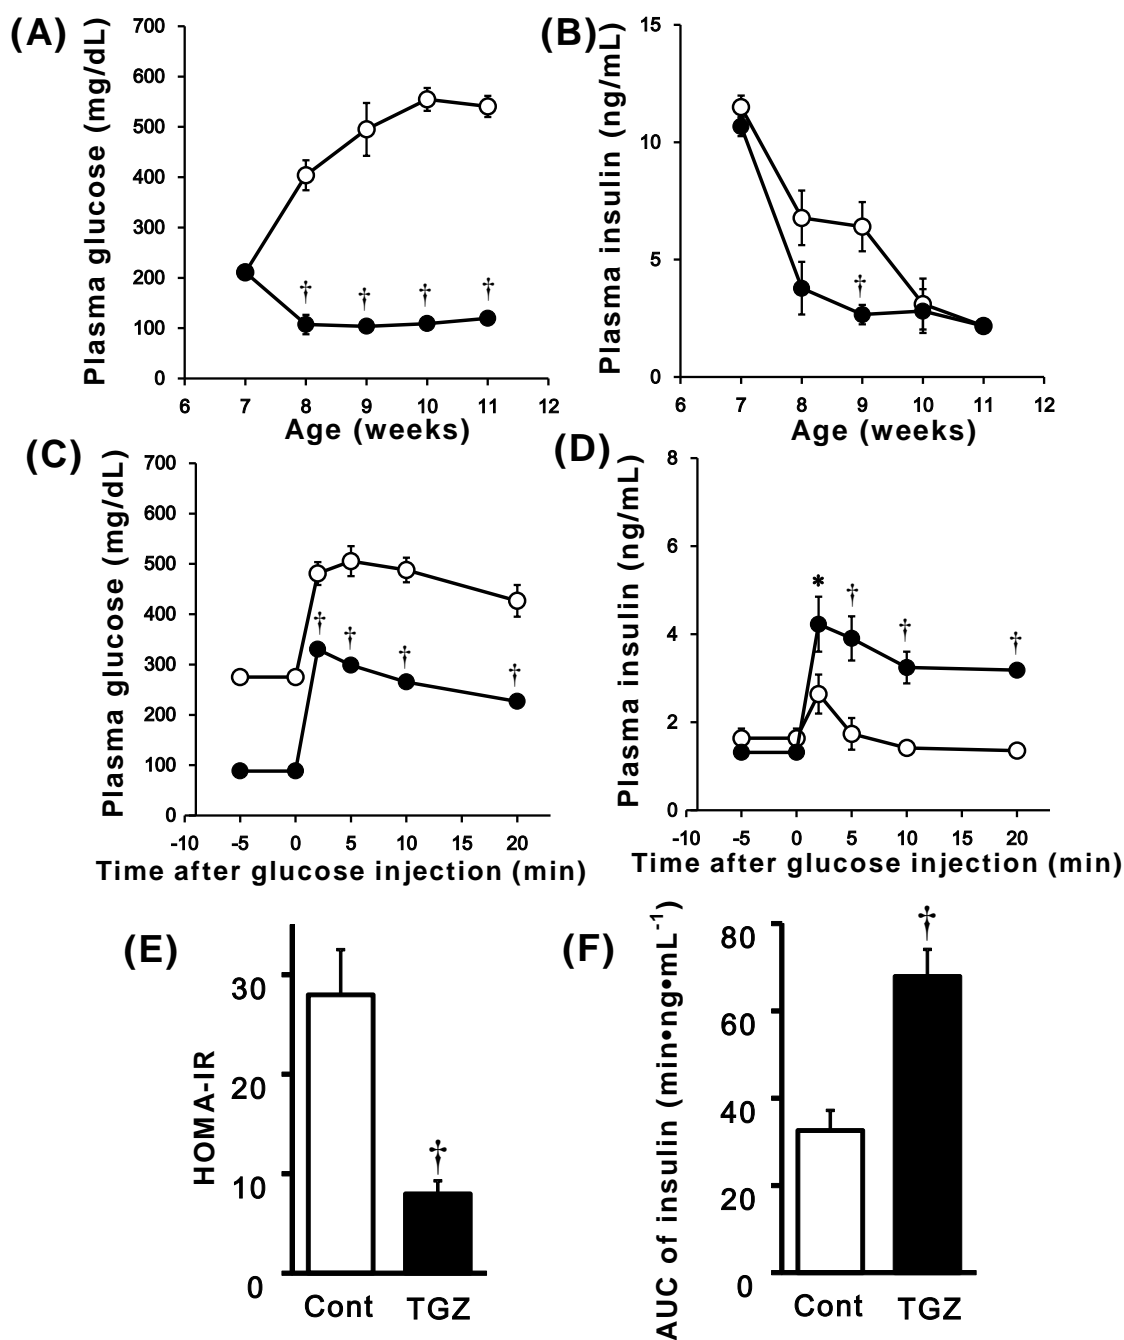 (A)
Plasma glucose (mg/dL)
700
600
500
400
300
200
100
0
† † † †
6 7 8 9 10 11 12
Age (weeks)
(B)
Plasma insulin (ng/mL)
15
10
5
0
†
6 7 8 9 10 11 12
Age (weeks)
(C)
Plasma glucose (mg/dL)
700
600
500
400
300
200
100
0
† † † †
-10 -5 0 5 10 15 20
Time after glucose injection (min)
(D)
Plasma insulin (ng/mL)
8
6
4
2
0
* † † †
-10 -5 0 5 10 15 20
Time after glucose injection (min)
(E)
HOMA-IR
30
20
10
0
†
Cont TGZ
(F)
AUC of insulin (min•ng•mL⁻¹)
80
60
40
20
0
†
Cont TGZ